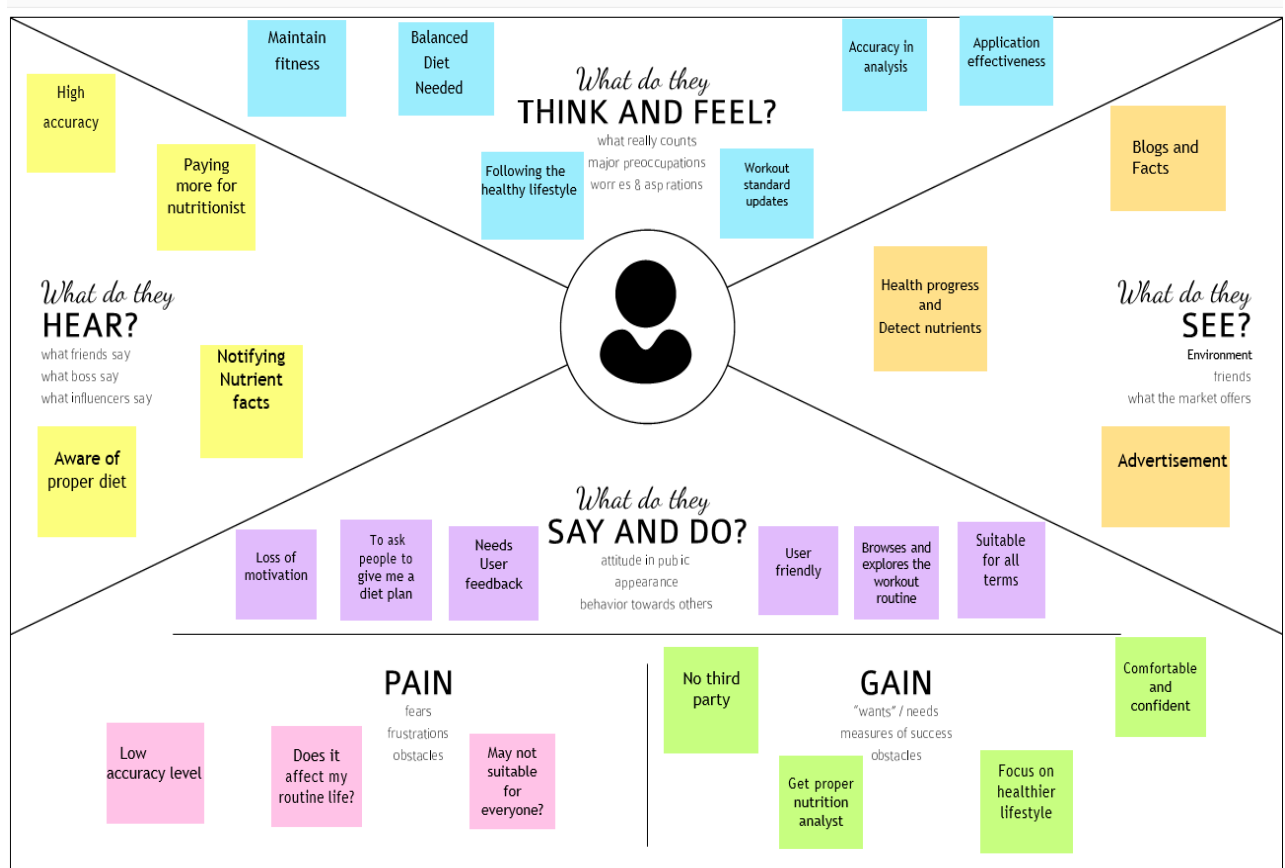 Maintain
fitness
Balanced
Diet
Needed
What do they
THINK AND FEEL?
what really counts
major preoccupations
worr es & asp rations
Following the
healthy lifestyle
Workout
standard
updates
Accuracy in
analysis
Application
effectiveness
High
accuracy
Paying
more for
nutritionist
What do they
HEAR?
what friends say
what boss say
what influencers say
Notifying
Nutrient
facts
Aware of
proper diet
Blogs and
Facts
Health progress
and
Detect nutrients
What do they
SEE?
Environment
friends
what the market offers
Advertisement
What do they
SAY AND DO?
attitude in pub ic
appearance
behavior towards others
Loss of
motivation
To ask
people to
give me a
diet plan
Needs
User
feedback
User
friendly
Browses and
explores the
workout
routine
Suitable
for all
terms
PAIN
fears
frustrations
obstacles
Low
accuracy level
Does it
affect my
routine life?
May not
suitable
for
everyone?
GAIN
"wants" / needs
measures of success
obstacles
No third
party
Get proper
nutrition
analyst
Focus on
healthier
lifestyle
Comfortable
and
confident